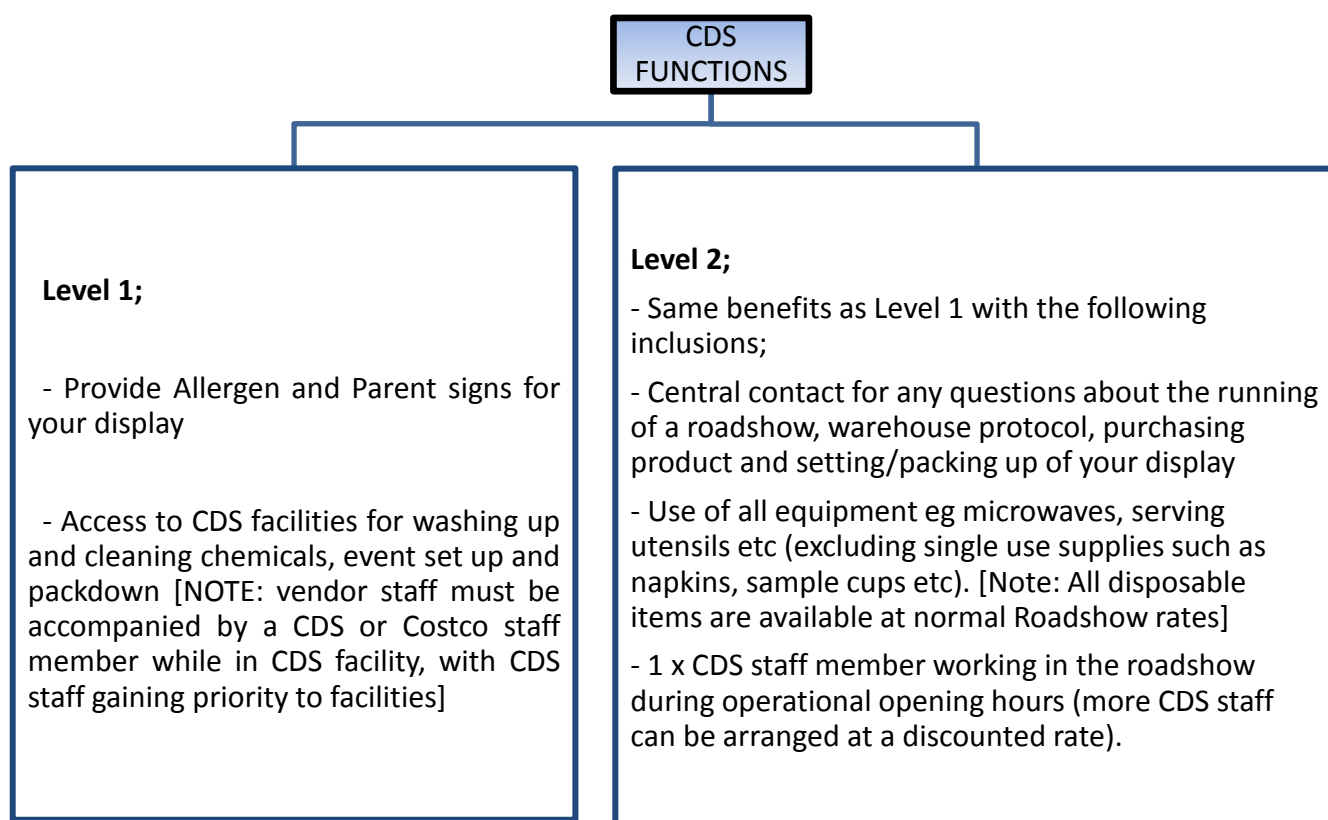 CDS
FUNCTIONS
Level 1;
- Provide Allergen and Parent signs for
your display
- Access to CDS facilities for washing up
and cleaning chemicals, event set up and
packdown [NOTE: vendor staff must be
accompanied by a CDS or Costco staff
member while in CDS facility, with CDS
staff gaining priority to facilities]
Level 2;
- Same benefits as Level 1 with the following
inclusions;
- Central contact for any questions about the running
of a roadshow, warehouse protocol, purchasing
product and setting/packing up of your display
- Use of all equipment eg microwaves, serving
utensils etc (excluding single use supplies such as
napkins, sample cups etc). [Note: All disposable
items are available at normal Roadshow rates]
- 1 x CDS staff member working in the roadshow
during operational opening hours (more CDS staff
can be arranged at a discounted rate).